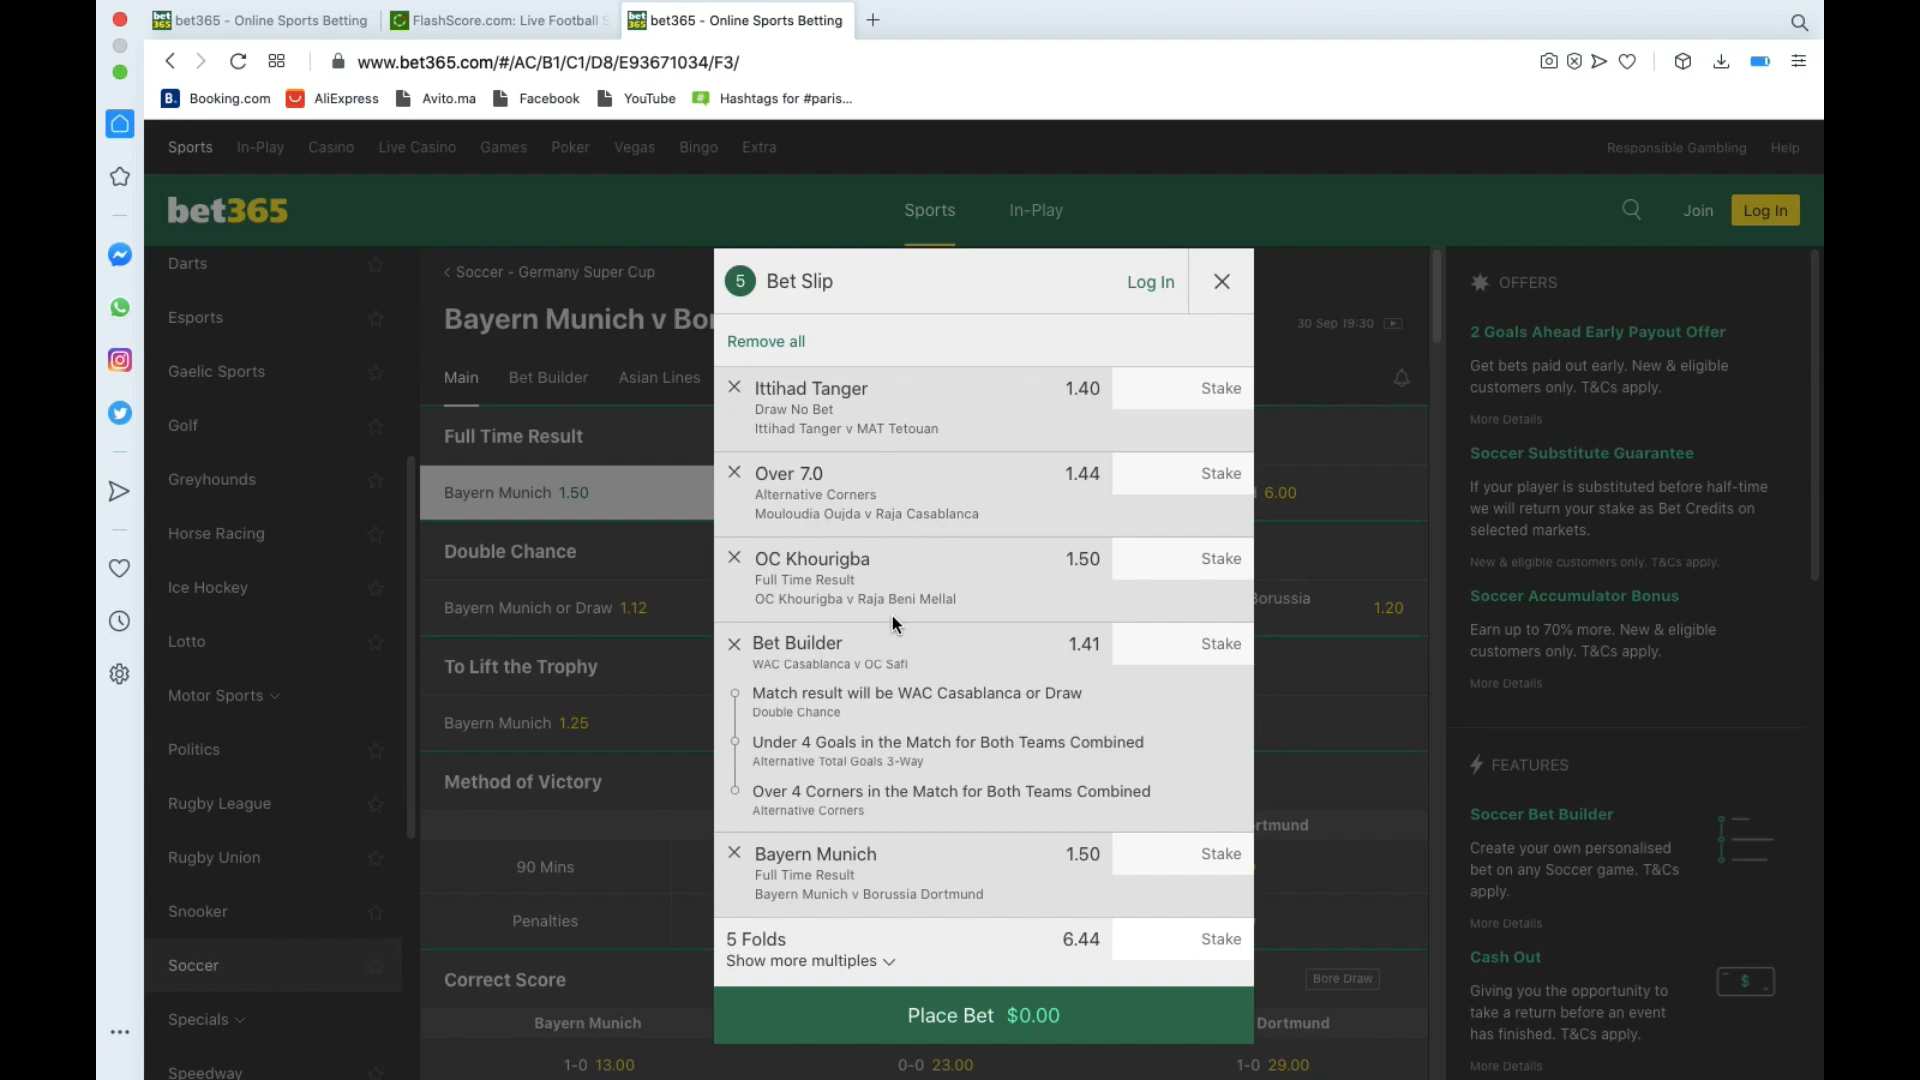 bet365 - Online Sports Betting
FlashScore.com: Live Football S
bet365 - Online Sports Betting
www.bet365.com/#/AC/B1/C1/D8/E93671034/F3/
B. Booking.com
AliExpress
Avito.ma
Facebook
YouTube
Hashtags for #paris...
Sports
In-Play
Casino
Live Casino
Games
Poker
Vegas
Bingo
Extra
Responsible Gambling
Help
bet365
Sports
In-Play
Join
Log In
Darts
Esports
Gaelic Sports
Golf
Greyhounds
Horse Racing
Ice Hockey
Lotto
Motor Sports
Politics
Rugby League
Rugby Union
Snooker
Soccer
Specials
Speedway
Soccer - Germany Super Cup
Bayern Munich v Bor
30 Sep 19:30
Main
Bet Builder
Asian Lines
Full Time Result
Bayern Munich 1.50
6.00
Double Chance
Bayern Munich or Draw 1.12
Borussia
1.20
To Lift the Trophy
Bayern Munich 1.25
Method of Victory
rtmund
90 Mins
Penalties
Correct Score
Bore Draw
Bayern Munich
Dortmund
1-0 13.00
0-0 23.00
1-0 29.00
5 Bet Slip
Log In
Remove all
Ittihad Tanger 1.40 Stake
Draw No Bet
Ittihad Tanger v MAT Tetouan
Over 7.0 1.44 Stake
Alternative Corners
Mouloudia Oujda v Raja Casablanca
OC Khourigba 1.50 Stake
Full Time Result
OC Khourigba v Raja Beni Mellal
Bet Builder 1.41 Stake
WAC Casablanca v OC Safi
Match result will be WAC Casablanca or Draw
Double Chance
Under 4 Goals in the Match for Both Teams Combined
Alternative Total Goals 3-Way
Over 4 Corners in the Match for Both Teams Combined
Alternative Corners
Bayern Munich 1.50 Stake
Full Time Result
Bayern Munich v Borussia Dortmund
5 Folds 6.44 Stake
Show more multiples
Place Bet $0.00
OFFERS
2 Goals Ahead Early Payout Offer
Get bets paid out early. New & eligible
customers only. T&Cs apply.
More Details
Soccer Substitute Guarantee
If your player is substituted before half-time
we will return your stake as Bet Credits on
selected markets.
New & eligible customers only. T&Cs apply.
Soccer Accumulator Bonus
Earn up to 70% more. New & eligible
customers only. T&Cs apply.
More Details
FEATURES
Soccer Bet Builder
Create your own personalised
bet on any Soccer game. T&Cs
apply.
More Details
Cash Out
Giving you the opportunity to
take a return before an event
has finished. T&Cs apply.
More Details
$